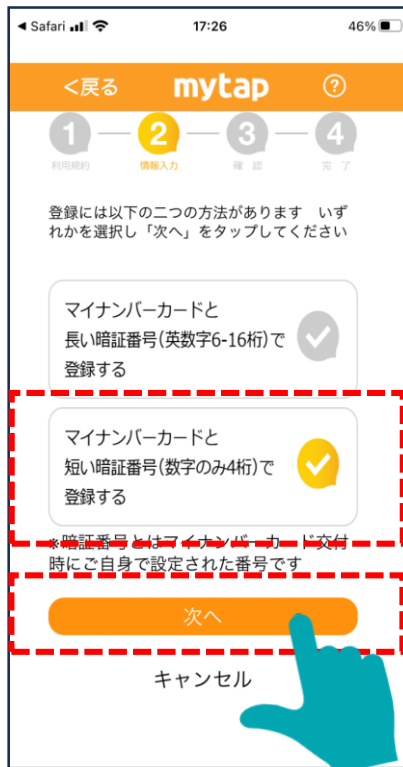 ◀ Safari 17:26 46%
<戻る mytap ?
1 2 3 4
利用規約 情報入力 確認 完了
登録には以下の二つの方法があります いず
れかを選択し「次へ」をタップしてください
マイナンバーカードと
長い暗証番号(英数字6-16桁)で
登録する
マイナンバーカードと
短い暗証番号(数字のみ4桁)で
登録する
※暗証番号とはマイナンバーカード交付
時にご自身で設定された番号です
次へ
キャンセル